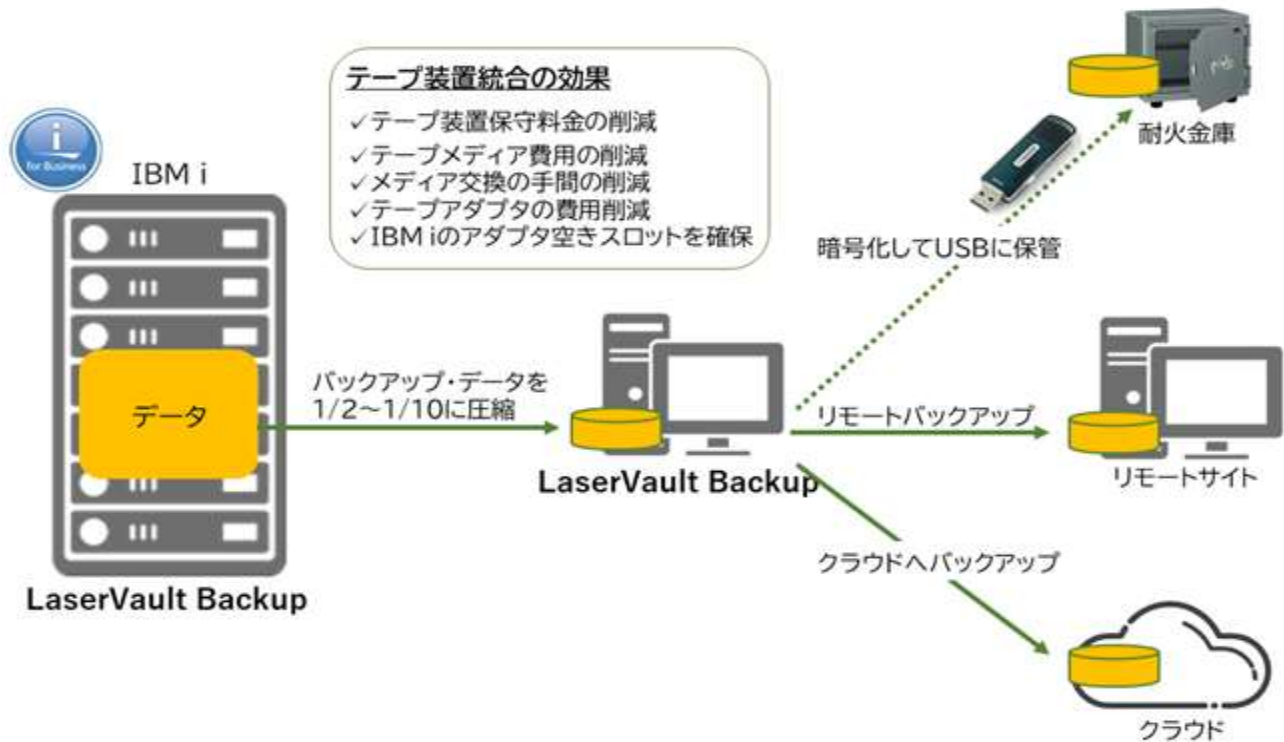 テープ装置統合の効果
✓テープ装置保守料金の削減
✓テープメディア費用の削減
✓メディア交換の手間の削減
✓テープアダプタの費用削減
✓IBM iのアダプタ空きスロットを確保
i
for Business
IBM i
データ
LaserVault Backup
バックアップ・データを
1/2～1/10に圧縮
LaserVault Backup
暗号化してUSBに保管
耐火金庫
リモートバックアップ
リモートサイト
クラウドへバックアップ
クラウド